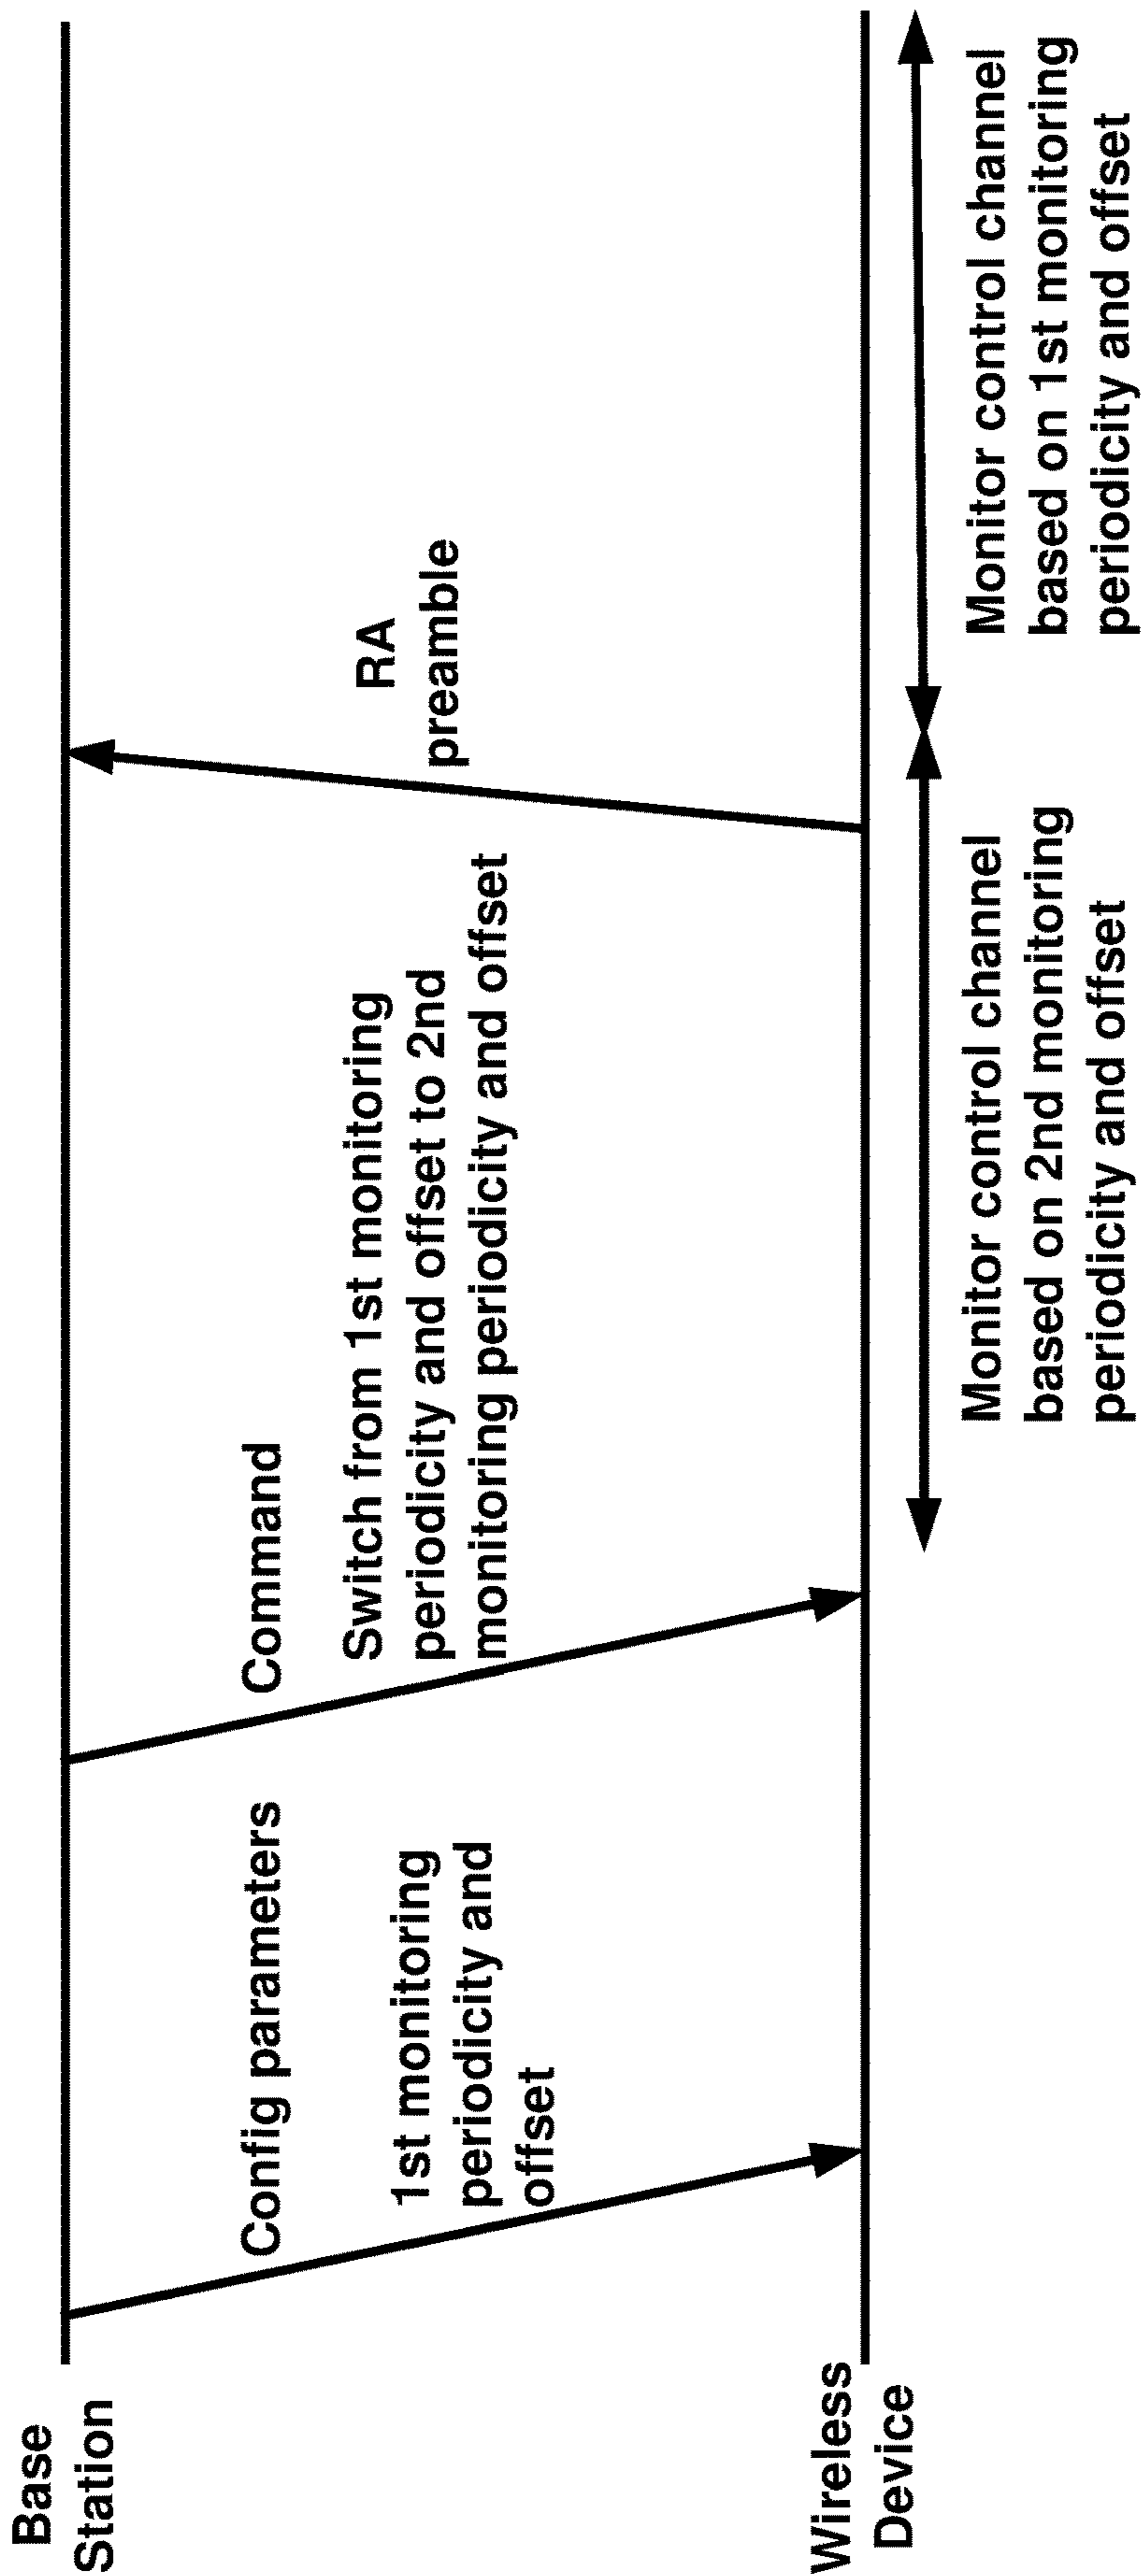 Base
Station
Config parameters
1st monitoring
periodicity and
offset
Command
Switch from 1st monitoring
periodicity and offset to 2nd
monitoring periodicity and offset
RA
preamble
Wireless
Device
Monitor control channel
based on 2nd monitoring
periodicity and offset
Monitor control channel
based on 1st monitoring
periodicity and offset